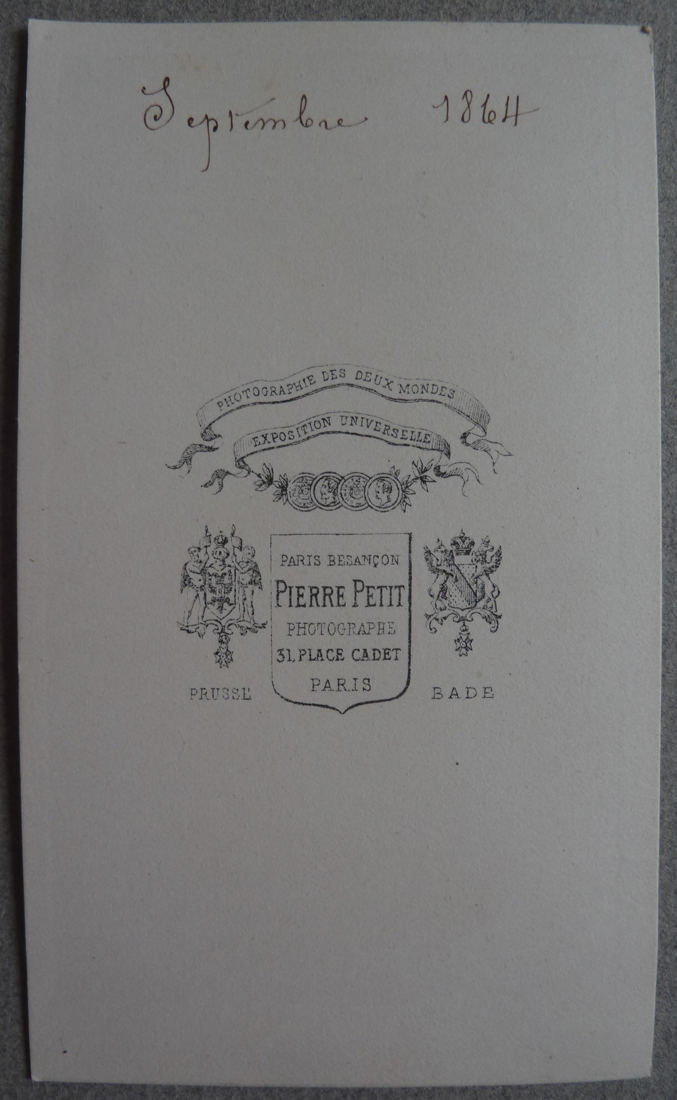 Septembre 1864
PHOTOGRAPHIE DES DEUX MONDES
EXPOSITION UNIVERSELLE
PARIS BESANÇON
PIERRE PETIT
PHOTOGRAPHE
31, PLACE CADET
PARIS
PRUSSE
BADE